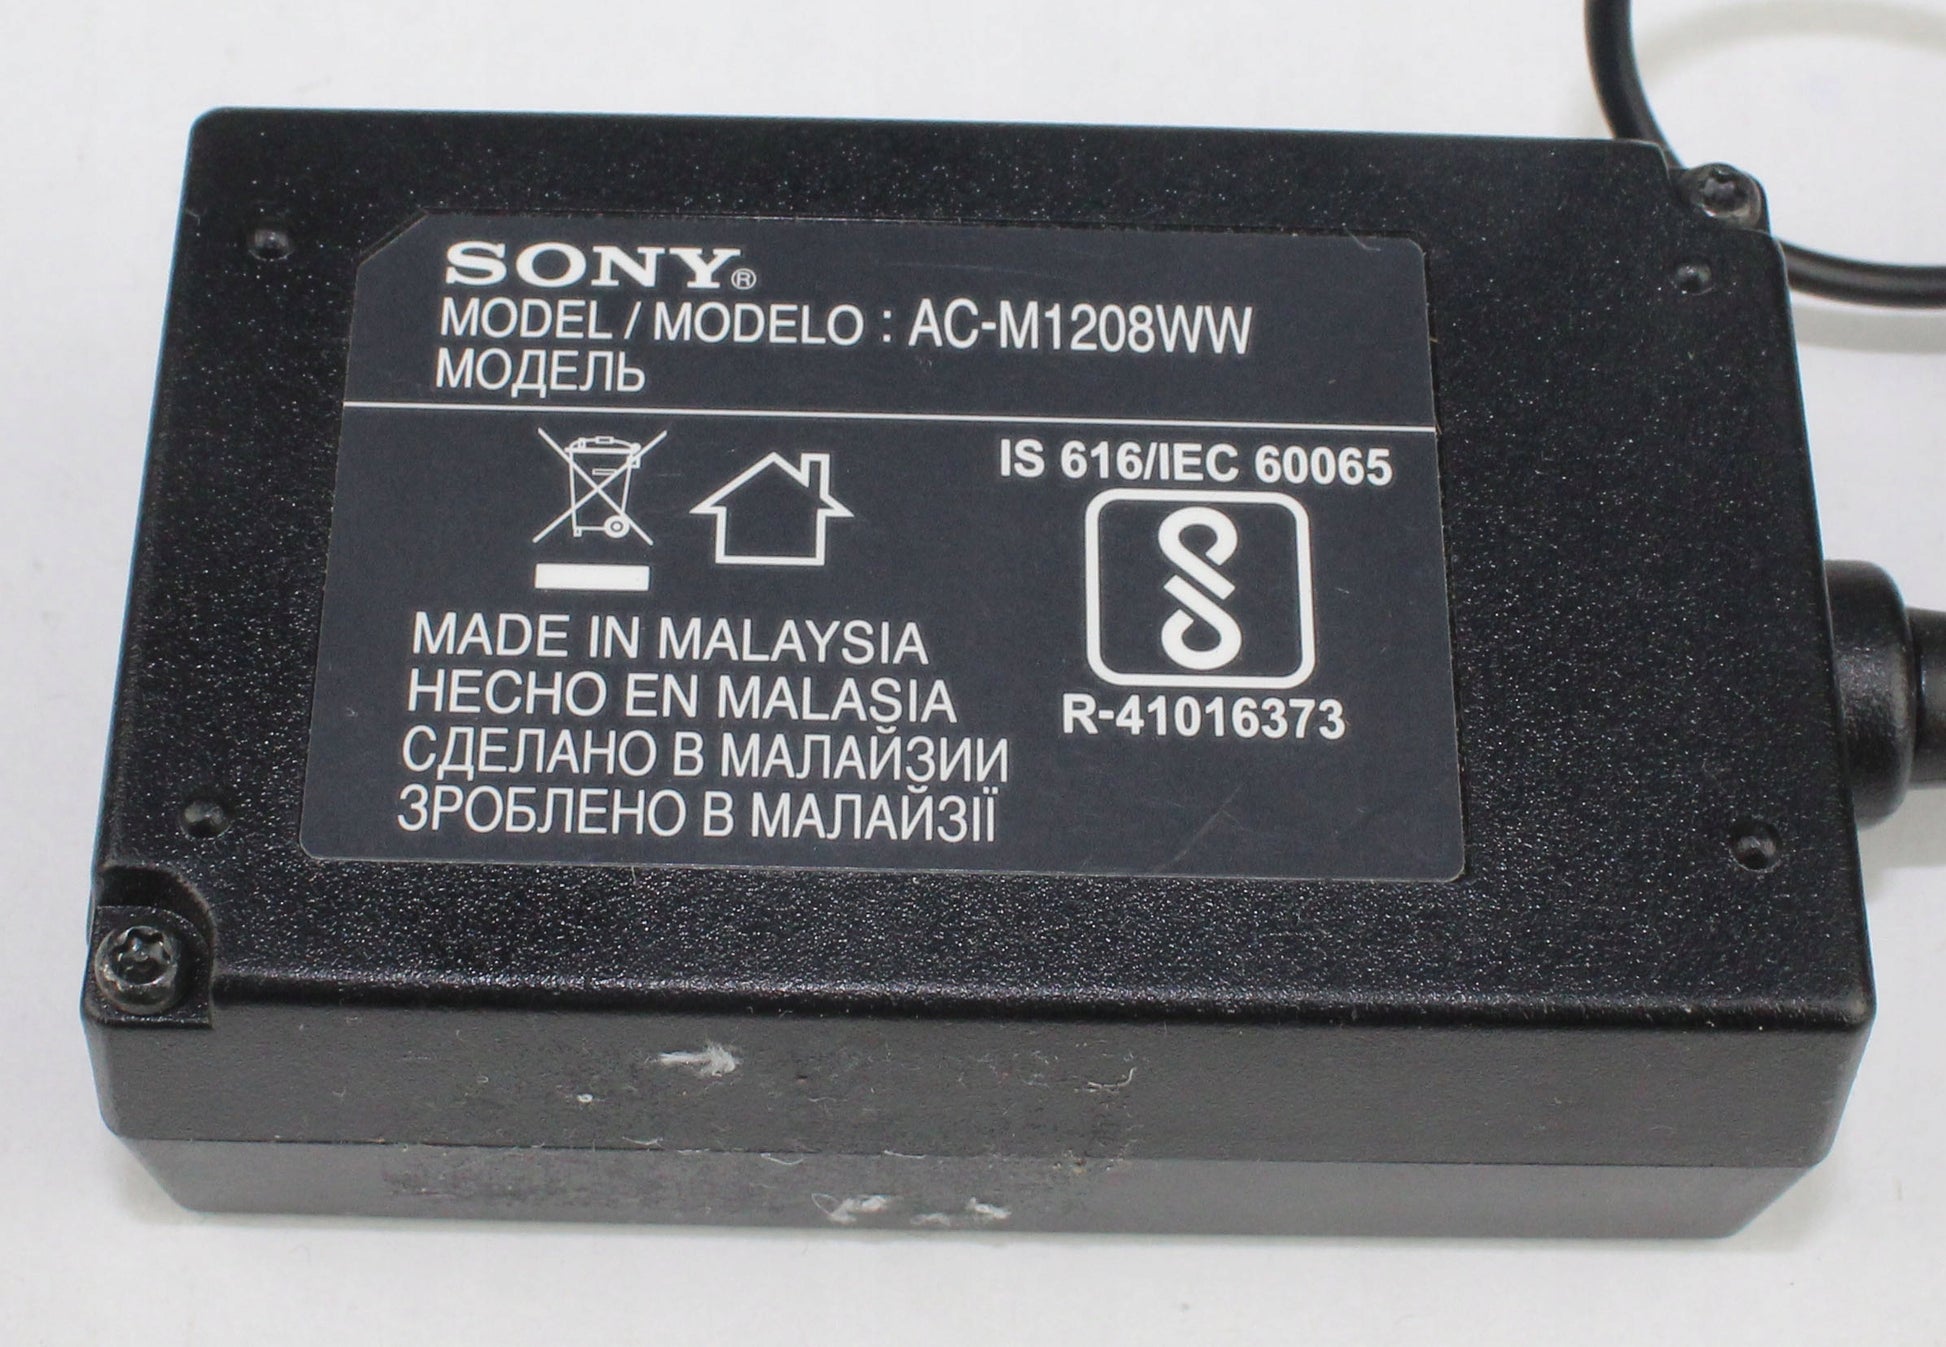 SONY®
MODEL / MODELO : AC-M1208WW
МОДЕЛЬ
IS 616/IEC 60065
R-41016373
MADE IN MALAYSIA
HECHO EN MALASIA
СДЕЛАНО В МАЛАЙЗИИ
ЗРОБЛЕНО В МАЛАЙЗІЇ